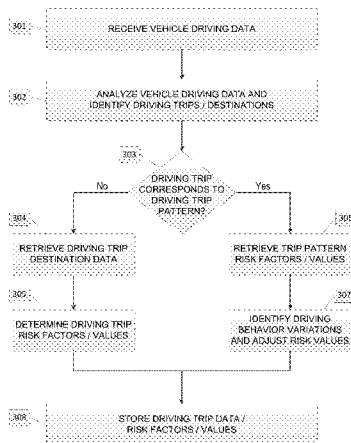 301
RECEIVE VEHICLE DRIVING DATA
302
ANALYZE VEHICLE DRIVING DATA AND
IDENTIFY DRIVING TRIPS / DESTINATIONS
303
DRIVING TRIP
CORRESPONDS TO
DRIVING TRIP
PATTERN?
No
Yes
304
RETRIEVE DRIVING TRIP
DESTINATION DATA
RETRIEVE TRIP PATTERN
RISK FACTORS / VALUES
305
DETERMINE DRIVING TRIP
RISK FACTORS / VALUES
307
IDENTIFY DRIVING
BEHAVIOR VARIATIONS
AND ADJUST RISK VALUES
308
STORE DRIVING TRIP DATA /
RISK FACTORS / VALUES